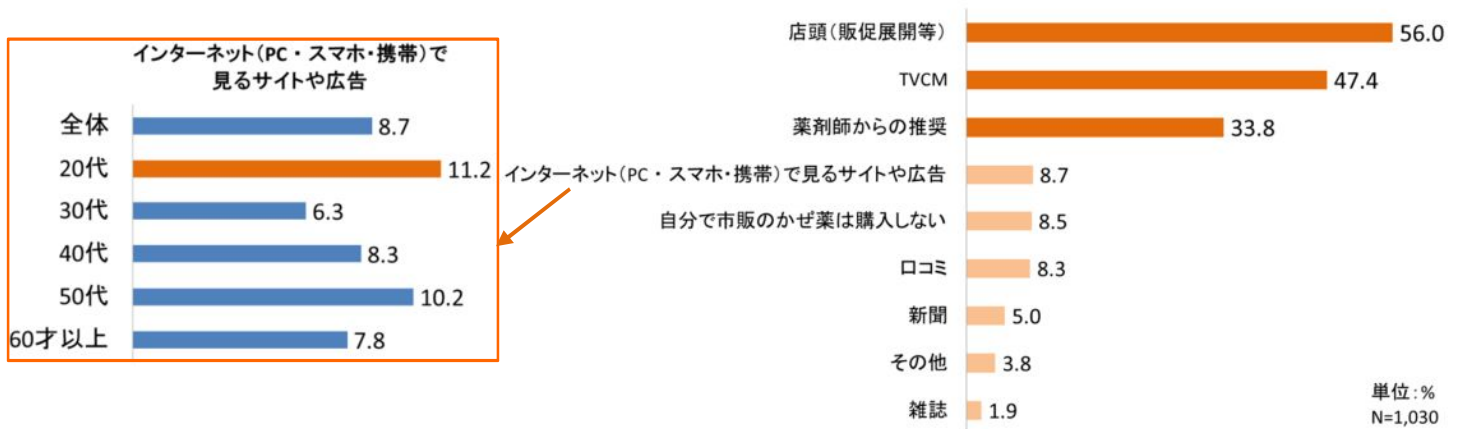 インターネット(PC・スマホ・携帯)で
見るサイトや広告
全体 8.7
20代 11.2
30代 6.3
40代 8.3
50代 10.2
60才以上 7.8
店頭(販促展開等) 56.0
TVCM 47.4
薬剤師からの推奨 33.8
インターネット(PC・スマホ・携帯)で見るサイトや広告 8.7
自分で市販のかぜ薬は購入しない 8.5
口コミ 8.3
新聞 5.0
その他 3.8
雑誌 1.9
単位:%
N=1,030